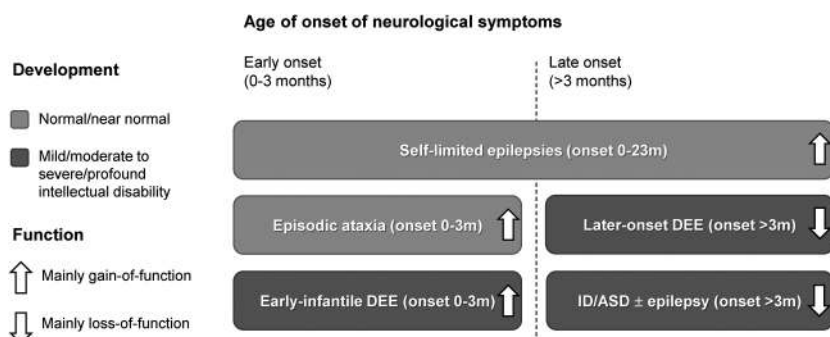 Age of onset of neurological symptoms
Early onset
(0-3 months)
Late onset
(>3 months)
Development
Normal/near normal
Mild/moderate to
severe/profound
intellectual disability
Function
Mainly gain-of-function
Mainly loss-of-function
Self-limited epilepsies (onset 0-23m)
Episodic ataxia (onset 0-3m)
Later-onset DEE (onset >3m)
Early-infantile DEE (onset 0-3m)
ID/ASD ± epilepsy (onset >3m)